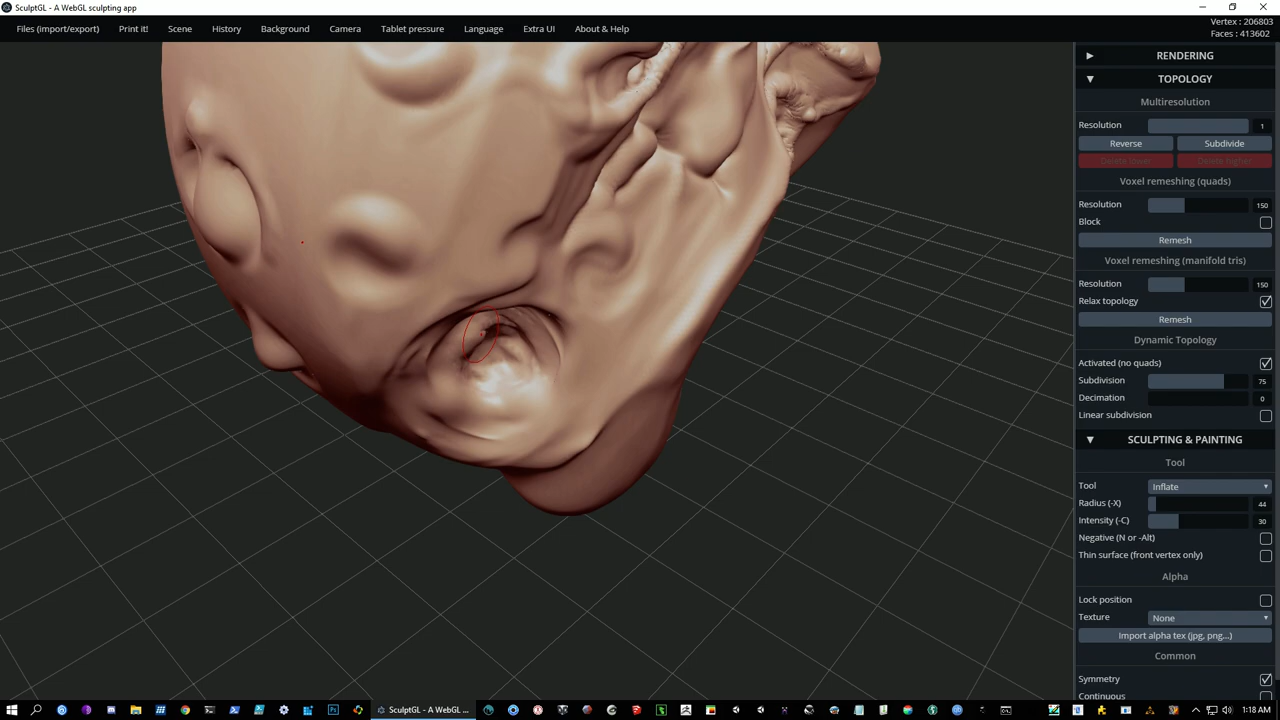 SculptGL - A WebGL sculpting app
Files (import/export) Print it! Scene History Background Camera Tablet pressure Language Extra UI About & Help
Vertex : 206803
Faces : 413602
RENDERING
TOPOLOGY
Multiresolution
Resolution 1
Reverse Subdivide
Delete lower Delete higher
Voxel remeshing (quads)
Resolution 150
Block
Remesh
Voxel remeshing (manifold tris)
Resolution 150
Relax topology
Remesh
Dynamic Topology
Activated (no quads)
Subdivision 75
Decimation 0
Linear subdivision
SCULPTING & PAINTING
Tool
Tool Inflate
Radius (-X) 44
Intensity (-C) 30
Negative (N or -Alt)
Thin surface (front vertex only)
Alpha
Lock position
Texture None
Import alpha tex (jpg, png...)
Common
Symmetry
Continuous
SculptGL - A WebGL ...
1:18 AM